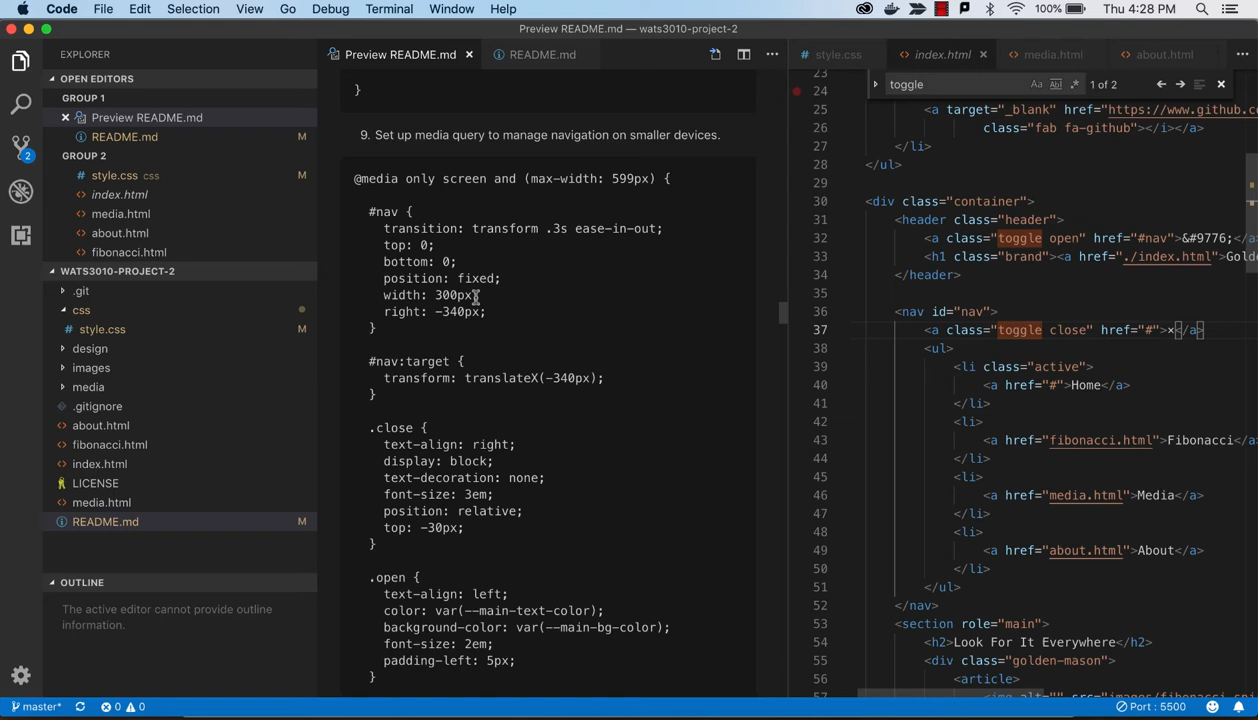 Code File Edit Selection View Go Debug Terminal Window Help 100% Thu 4:28 PM
Preview README.md — wats3010-project-2
EXPLORER
OPEN EDITORS
GROUP 1
Preview README.md
README.md M
GROUP 2
style.css css M
index.html
media.html
about.html
fibonacci.html
WATS3010-PROJECT-2
.git
css
style.css M
design
images
media
.gitignore
about.html
fibonacci.html
index.html
LICENSE
media.html
README.md M
OUTLINE
The active editor cannot provide outline
information.
Preview README.md README.md
}
9. Set up media query to manage navigation on smaller devices.
@media only screen and (max-width: 599px) {
#nav {
transition: transform .3s ease-in-out;
top: 0;
bottom: 0;
position: fixed;
width: 300px
right: -340px;
}
#nav:target {
transform: translateX(-340px);
}
.close {
text-align: right;
display: block;
text-decoration: none;
font-size: 3em;
position: relative;
top: -30px;
}
.open {
text-align: left;
color: var(--main-text-color);
background-color: var(--main-bg-color);
font-size: 2em;
padding-left: 5px;
}
style.css index.html media.html about.html
toggle Aa Abl .* 1 of 2
23
24
25 <a target="_blank" href="https://www.github.co
26 class="fab fa-github"></i></a>
27 </li>
28 </ul>
29
30 <div class="container">
31 <header class="header">
32 <a class="toggle open" href="#nav">&#9776;</a
33 <h1 class="brand"><a href="./index.html">Gold
34 </header>
35
36 <nav id="nav">
37 <a class="toggle close" href="#">×</a>
38 <ul>
39 <li class="active">
40 <a href="#">Home</a>
41 </li>
42 <li>
43 <a href="fibonacci.html">Fibonacci</a
44 </li>
45 <li>
46 <a href="media.html">Media</a>
47 </li>
48 <li>
49 <a href="about.html">About</a>
50 </li>
51 </ul>
52 </nav>
53 <section role="main">
54 <h2>Look For It Everywhere</h2>
55 <div class="golden-mason">
56 <article>
57
master* 0 0 Port : 5500
2